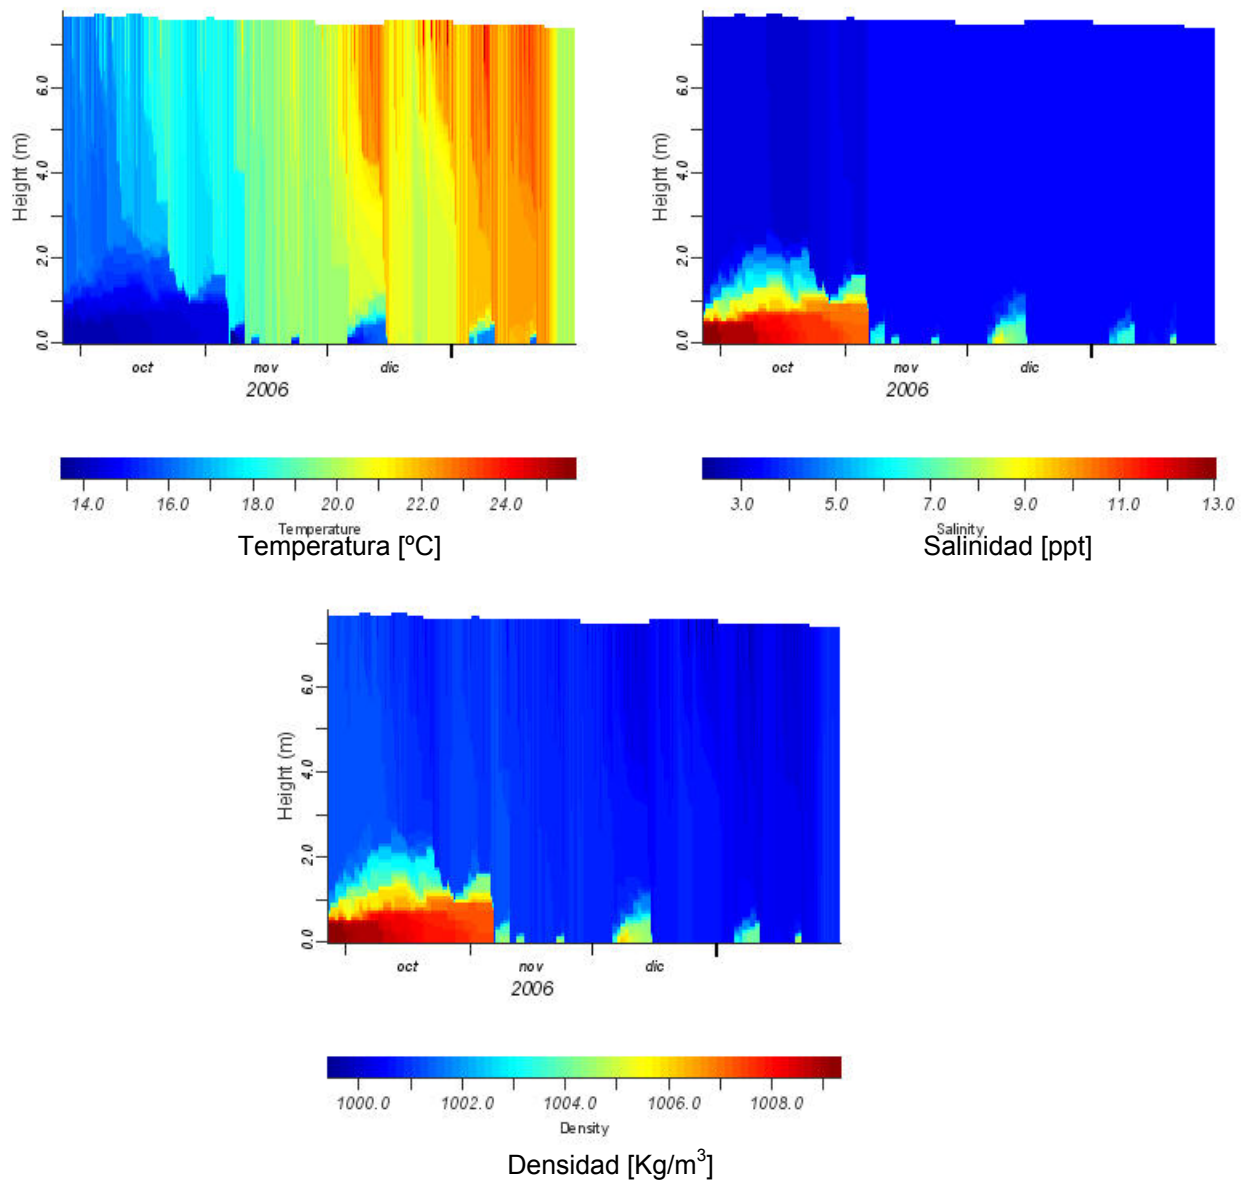 Height (m)
6.0
4.0
2.0
0.0
oct
nov
dic
2006
14.0 16.0 18.0 20.0 22.0 24.0
Temperature
Temperatura [ºC]
Height (m)
6.0
4.0
2.0
0.0
oct
nov
dic
2006
3.0 5.0 7.0 9.0 11.0 13.0
Salinity
Salinidad [ppt]
Height (m)
6.0
4.0
2.0
0.0
oct
nov
dic
2006
1000.0 1002.0 1004.0 1006.0 1008.0
Density
Densidad [Kg/m³]